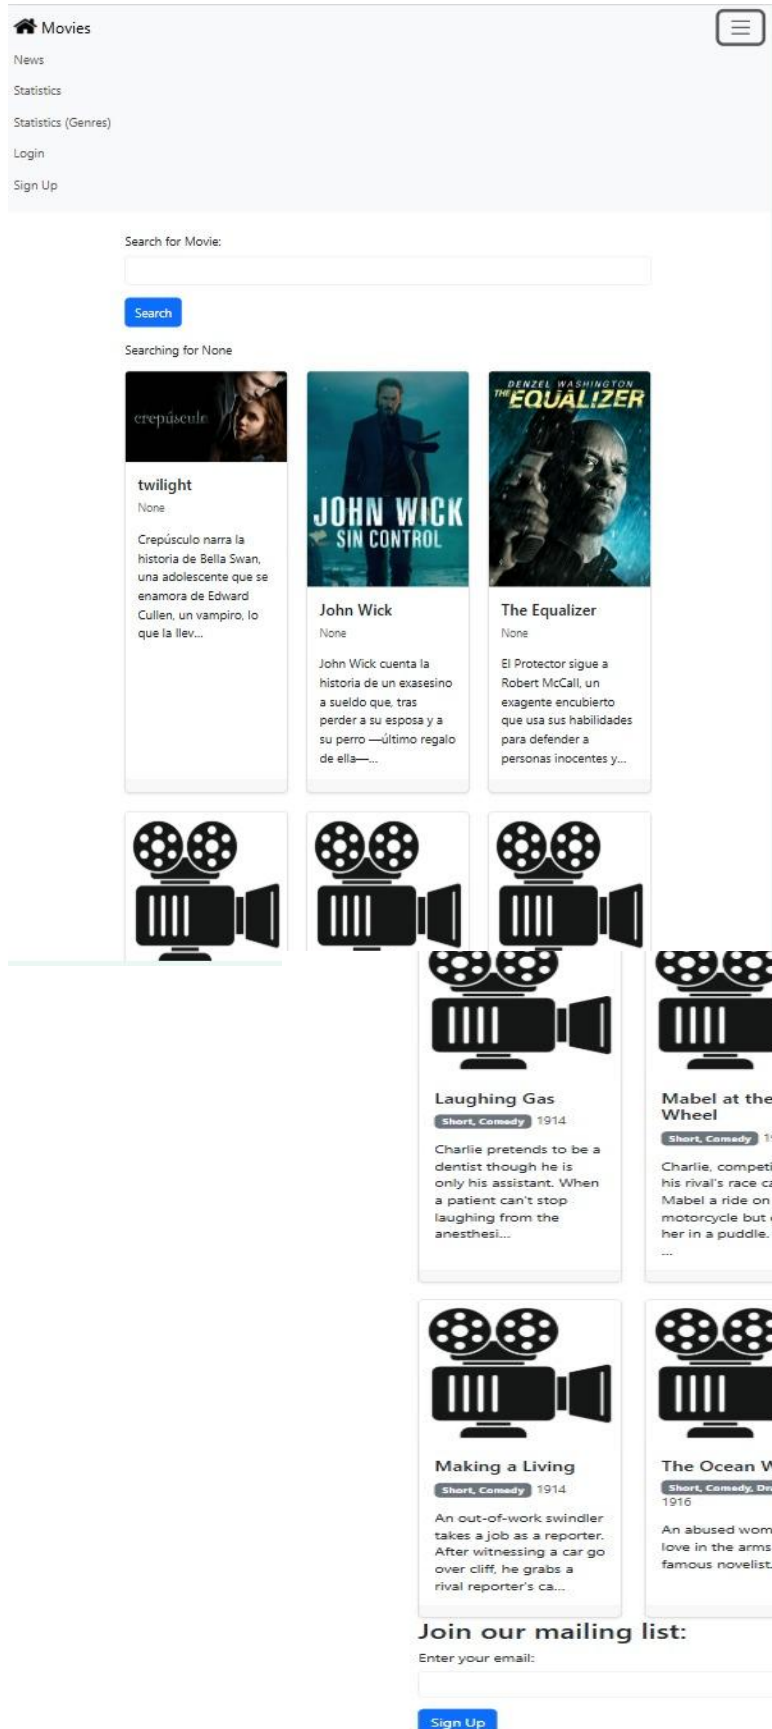 Movies
News
Statistics
Statistics (Genres)
Login
Sign Up
Search for Movie:
Search
Searching for None
crepúsculo
twilight
None
Crepúsculo narra la
historia de Bella Swan,
una adolescente que se
enamora de Edward
Cullen, un vampiro, lo
que la llev...
JOHN WICK
SIN CONTROL
John Wick
None
John Wick cuenta la
historia de un exasesino
a sueldo que, tras
perder a su esposa y a
su perro —último regalo
de ella—...
DENZEL WASHINGTON
THE EQUALIZER
The Equalizer
None
El Protector sigue a
Robert McCall, un
exagente encubierto
que usa sus habilidades
para defender a
personas inocentes y...
Laughing Gas
Short, Comedy 1914
Charlie pretends to be a
dentist though he is
only his assistant. When
a patient can't stop
laughing from the
anesthesi...
Mabel at the
Wheel
Short, Comedy
Charlie, competi
his rival's race
Mabel a ride on
motorcycle but
her in a puddle.
...
Making a Living
Short, Comedy 1914
An out-of-work swindler
takes a job as a reporter.
After witnessing a car go
over cliff, he grabs a
rival reporter's ca...
The Ocean
Short, Comedy,
1916
An abused wom
love in the arms
famous novelist.
Join our mailing list:
Enter your email:
Sign Up